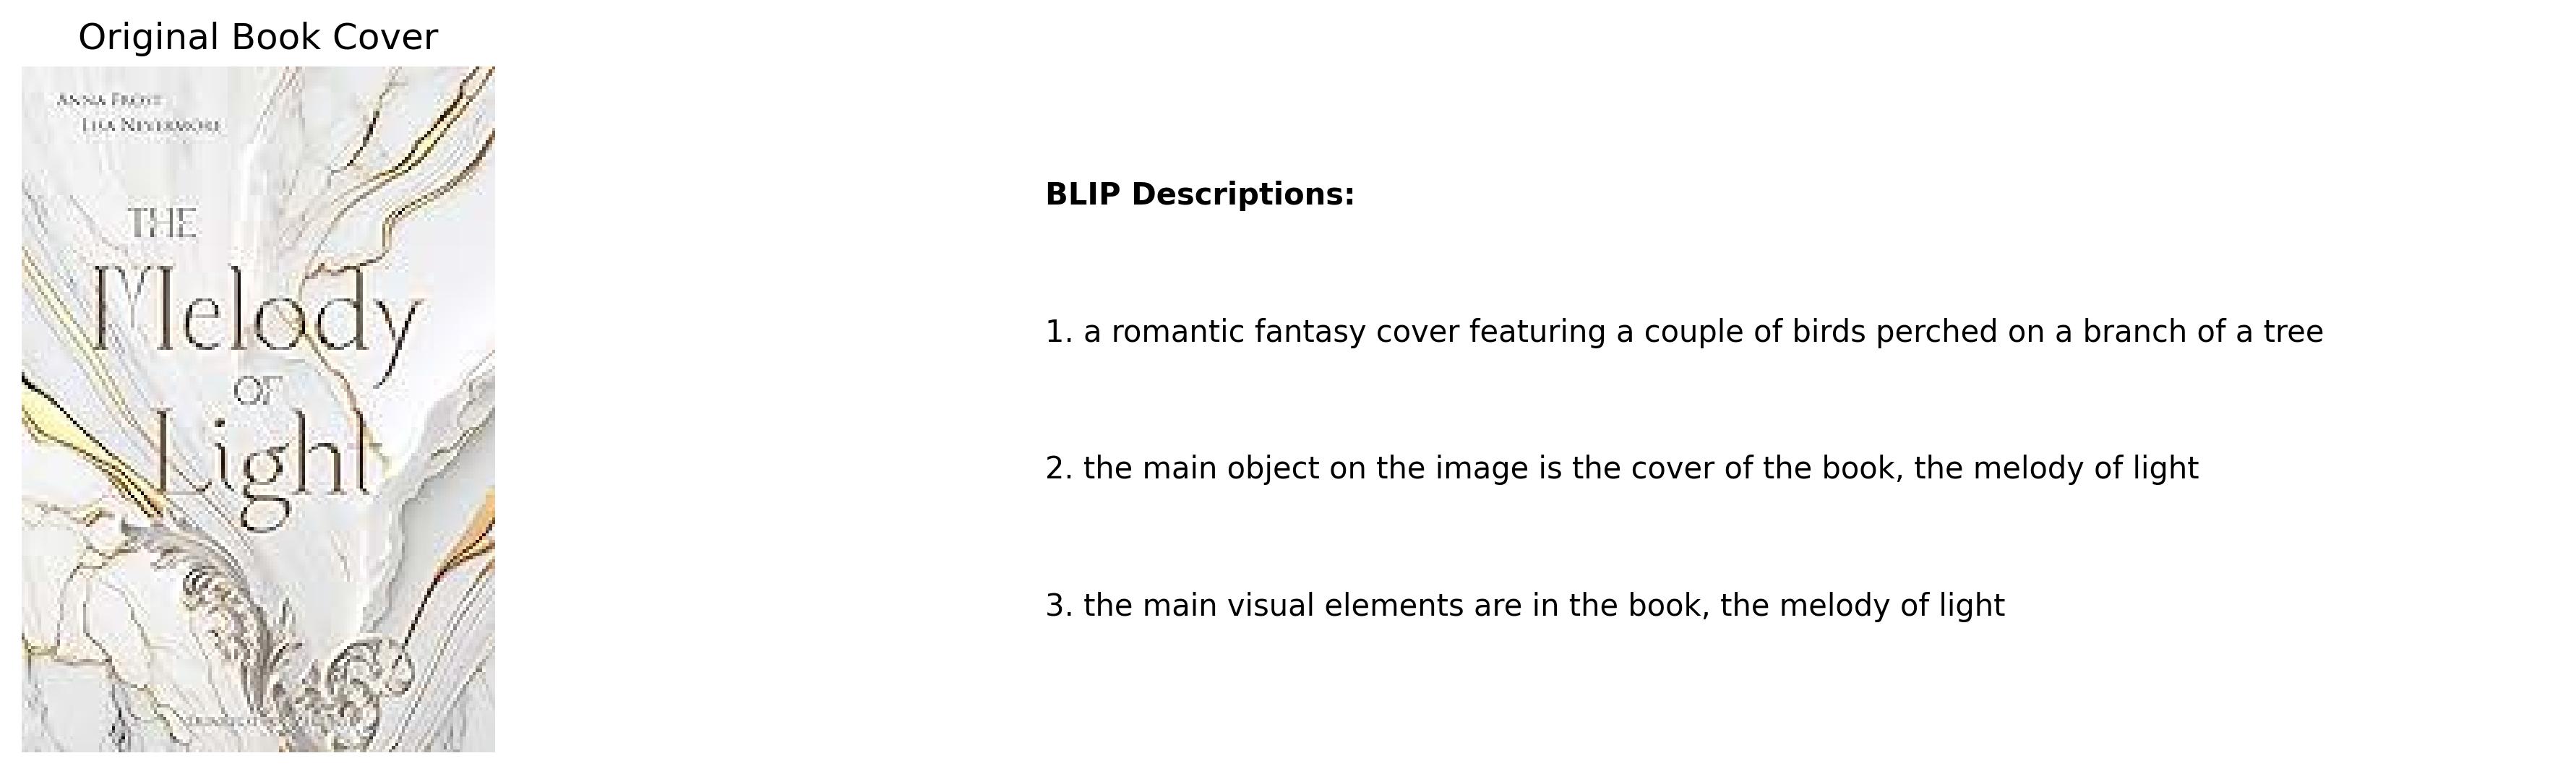 Original Book Cover
ANNA FROST
LISA NEVERMORE
THE
Melody
OF
Light
BLIP Descriptions:
1. a romantic fantasy cover featuring a couple of birds perched on a branch of a tree
2. the main object on the image is the cover of the book, the melody of light
3. the main visual elements are in the book, the melody of light